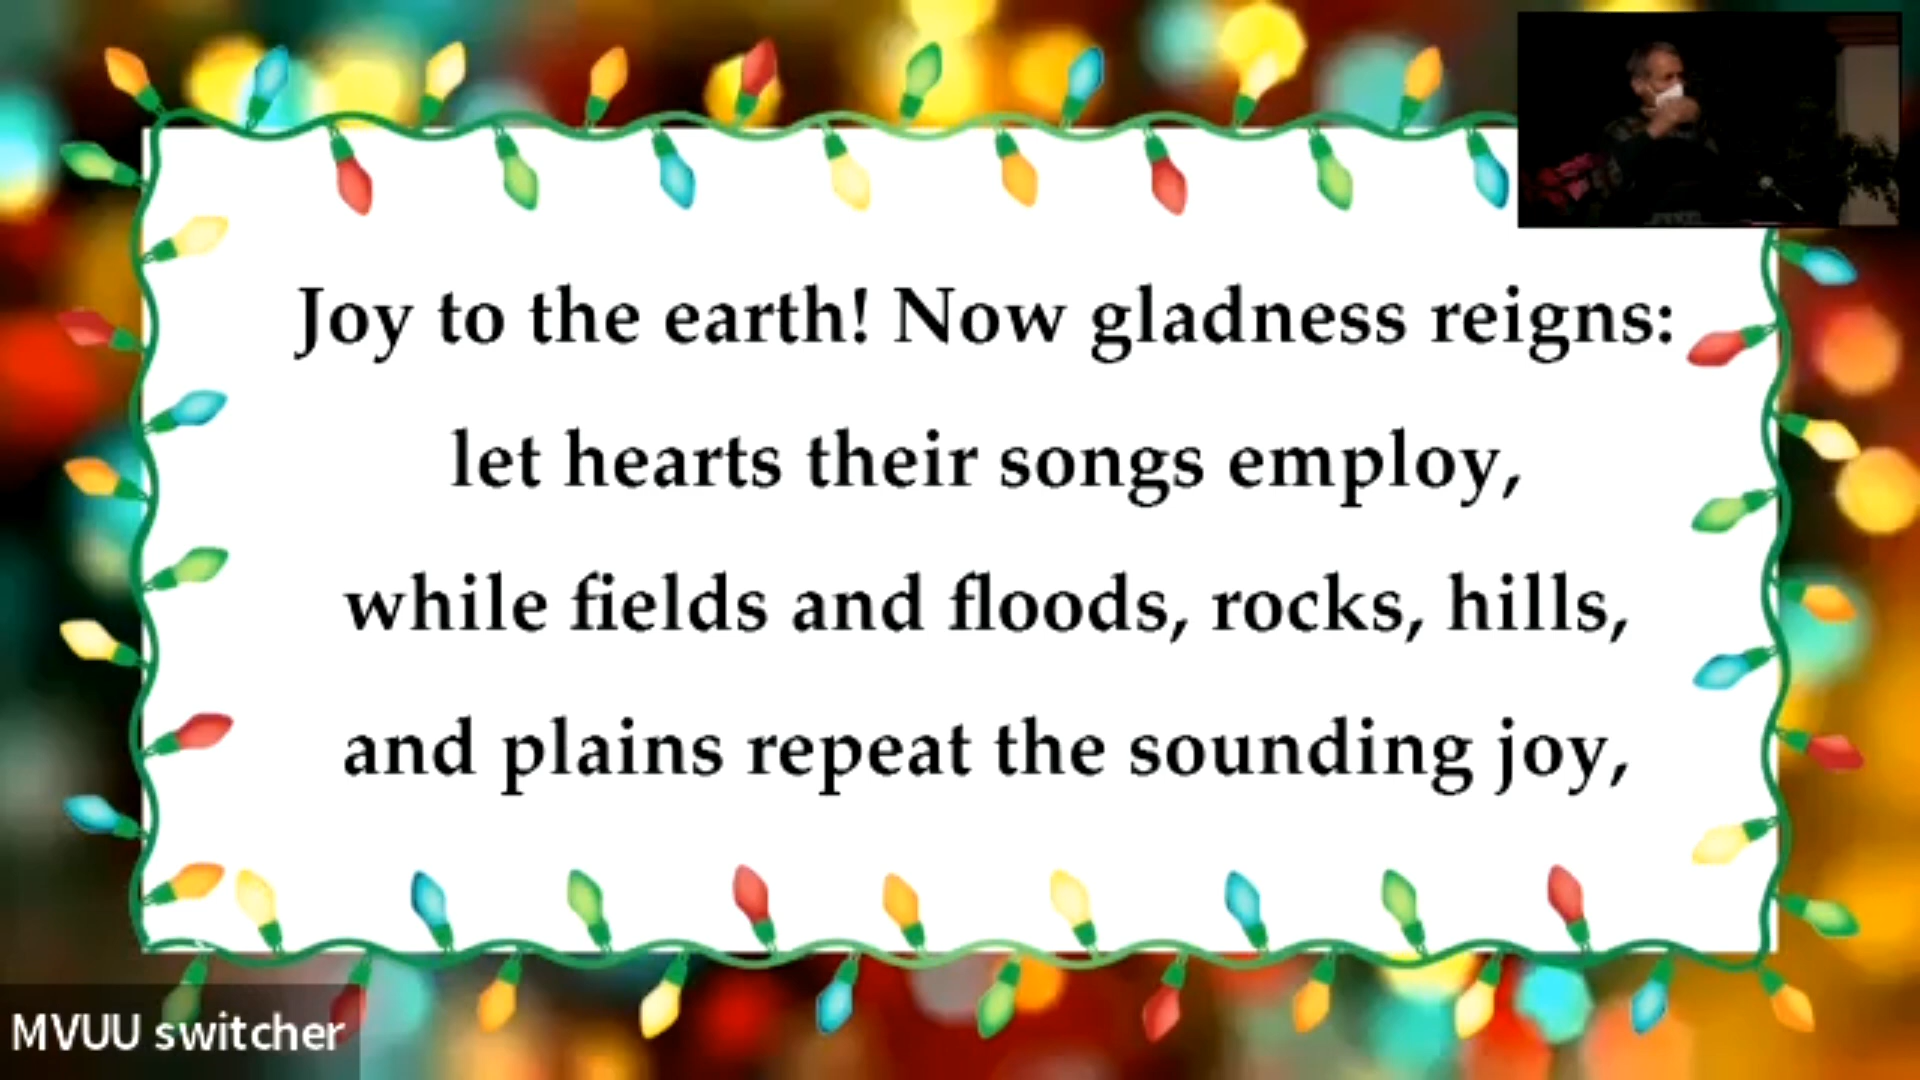 Joy to the earth! Now gladness reigns:
let hearts their songs employ,
while fields and floods, rocks, hills,
and plains repeat the sounding joy,
MVUU switcher